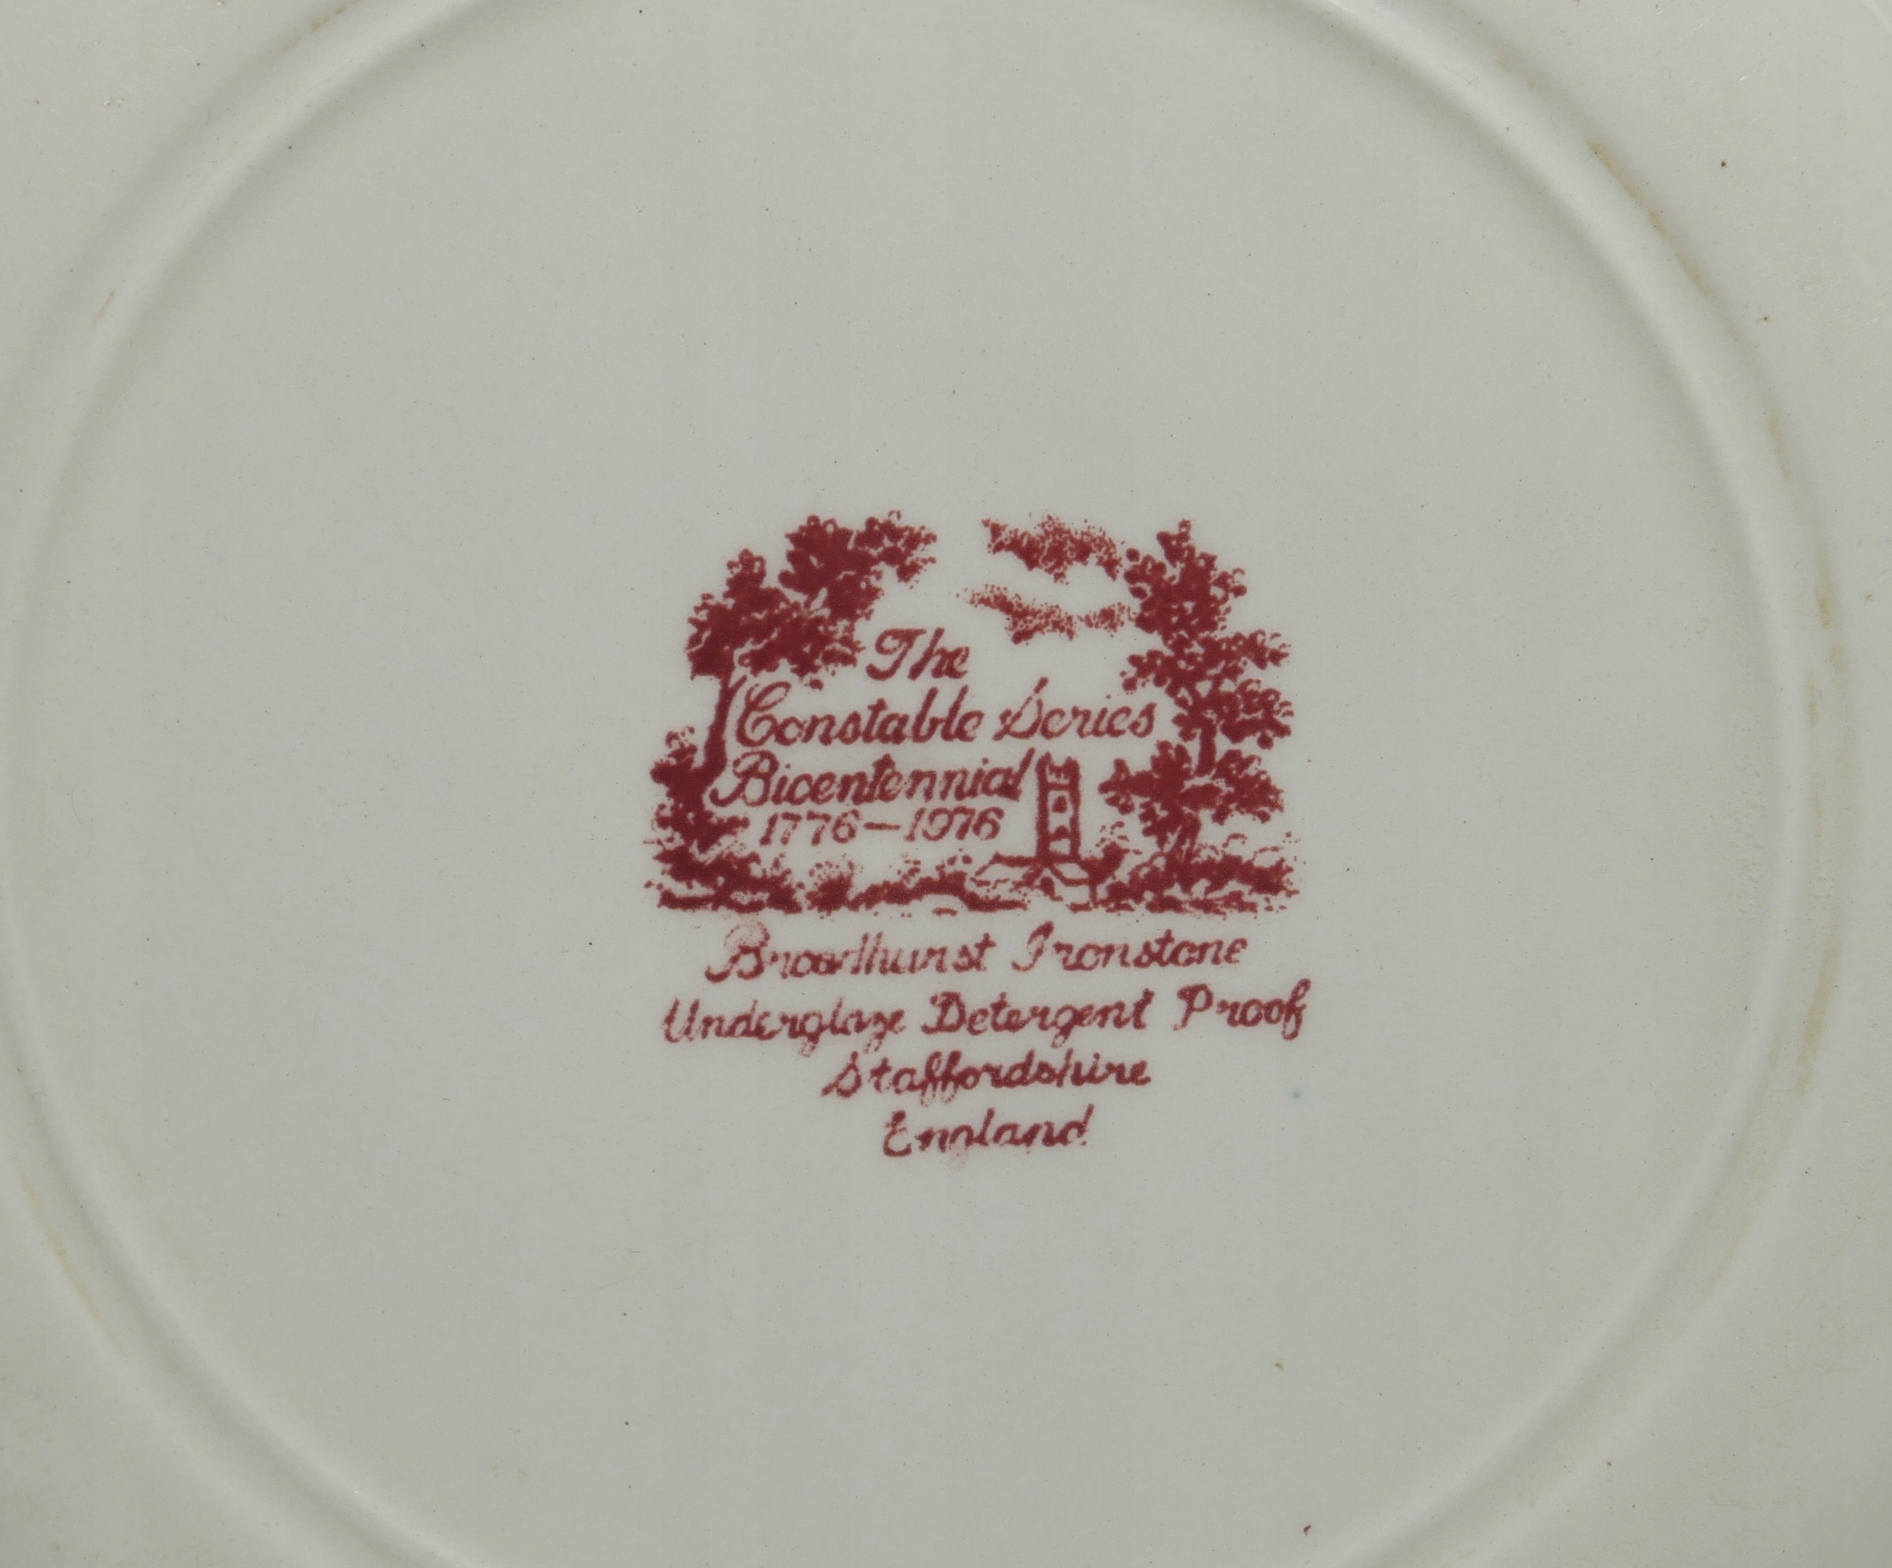 The
Constable Series
Bicentennial
1776-1976
Broadhurst Ironstone
Underglaze Detergent Proof
Staffordshire
England